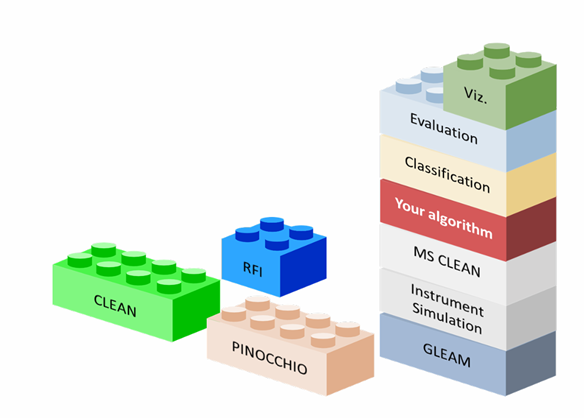 CLEAN
RFI
PINOCCHIO
Viz.
Evaluation
Classification
Your algorithm
MS CLEAN
Instrument
Simulation
GLEAM